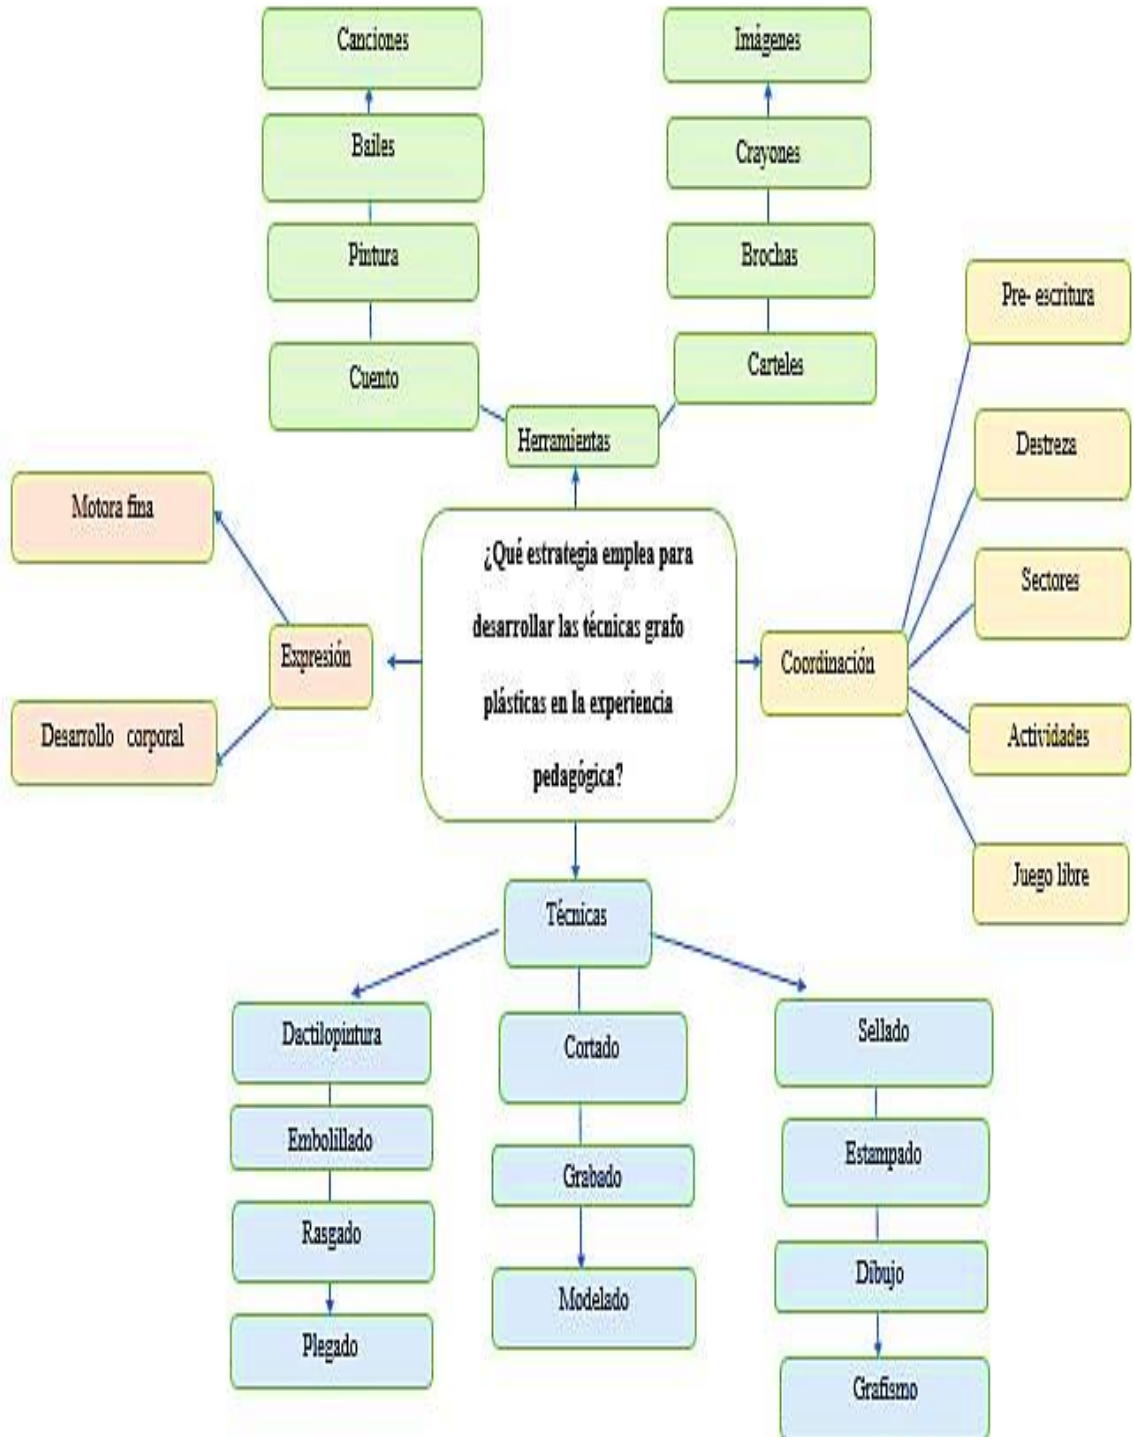 Canciones
Imágenes
Bailes
Crayones
Pintura
Brochas
Cuento
Carteles
Herramientas
Pre- escritura
Destreza
Sectores
Actividades
Juego libre
Coordinación
Motora fina
Expresión
Desarrollo corporal
¿Qué estrategia emplea para
desarrollar las técnicas grafo
plásticas en la experiencia
pedagógica?
Técnicas
Dactilopintura
Embolillado
Rasgado
Plegado
Cortado
Grabado
Modelado
Sellado
Estampado
Dibujo
Grafismo